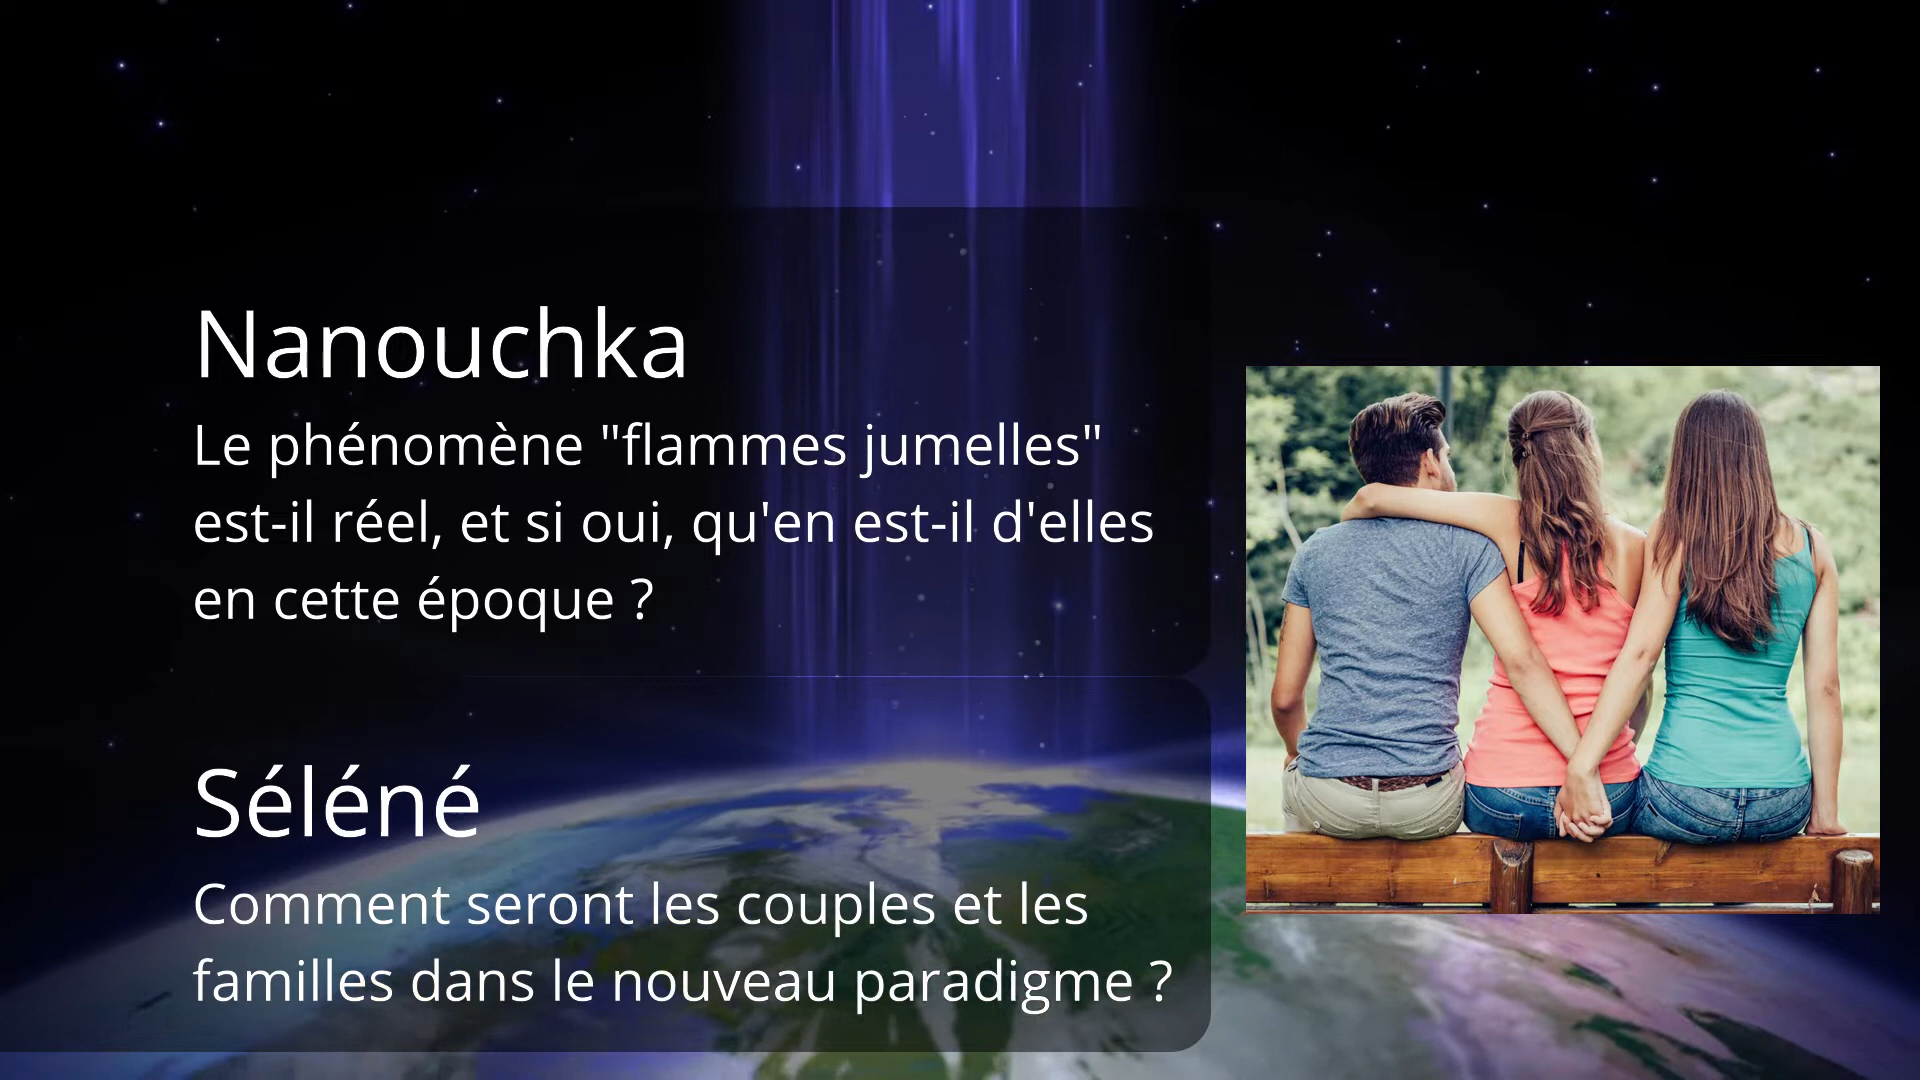 Nanouchka
Le phénomène "flammes jumelles"
est-il réel, et si oui, qu'en est-il d'elles
en cette époque ?
Séléné
Comment seront les couples et les
familles dans le nouveau paradigme ?